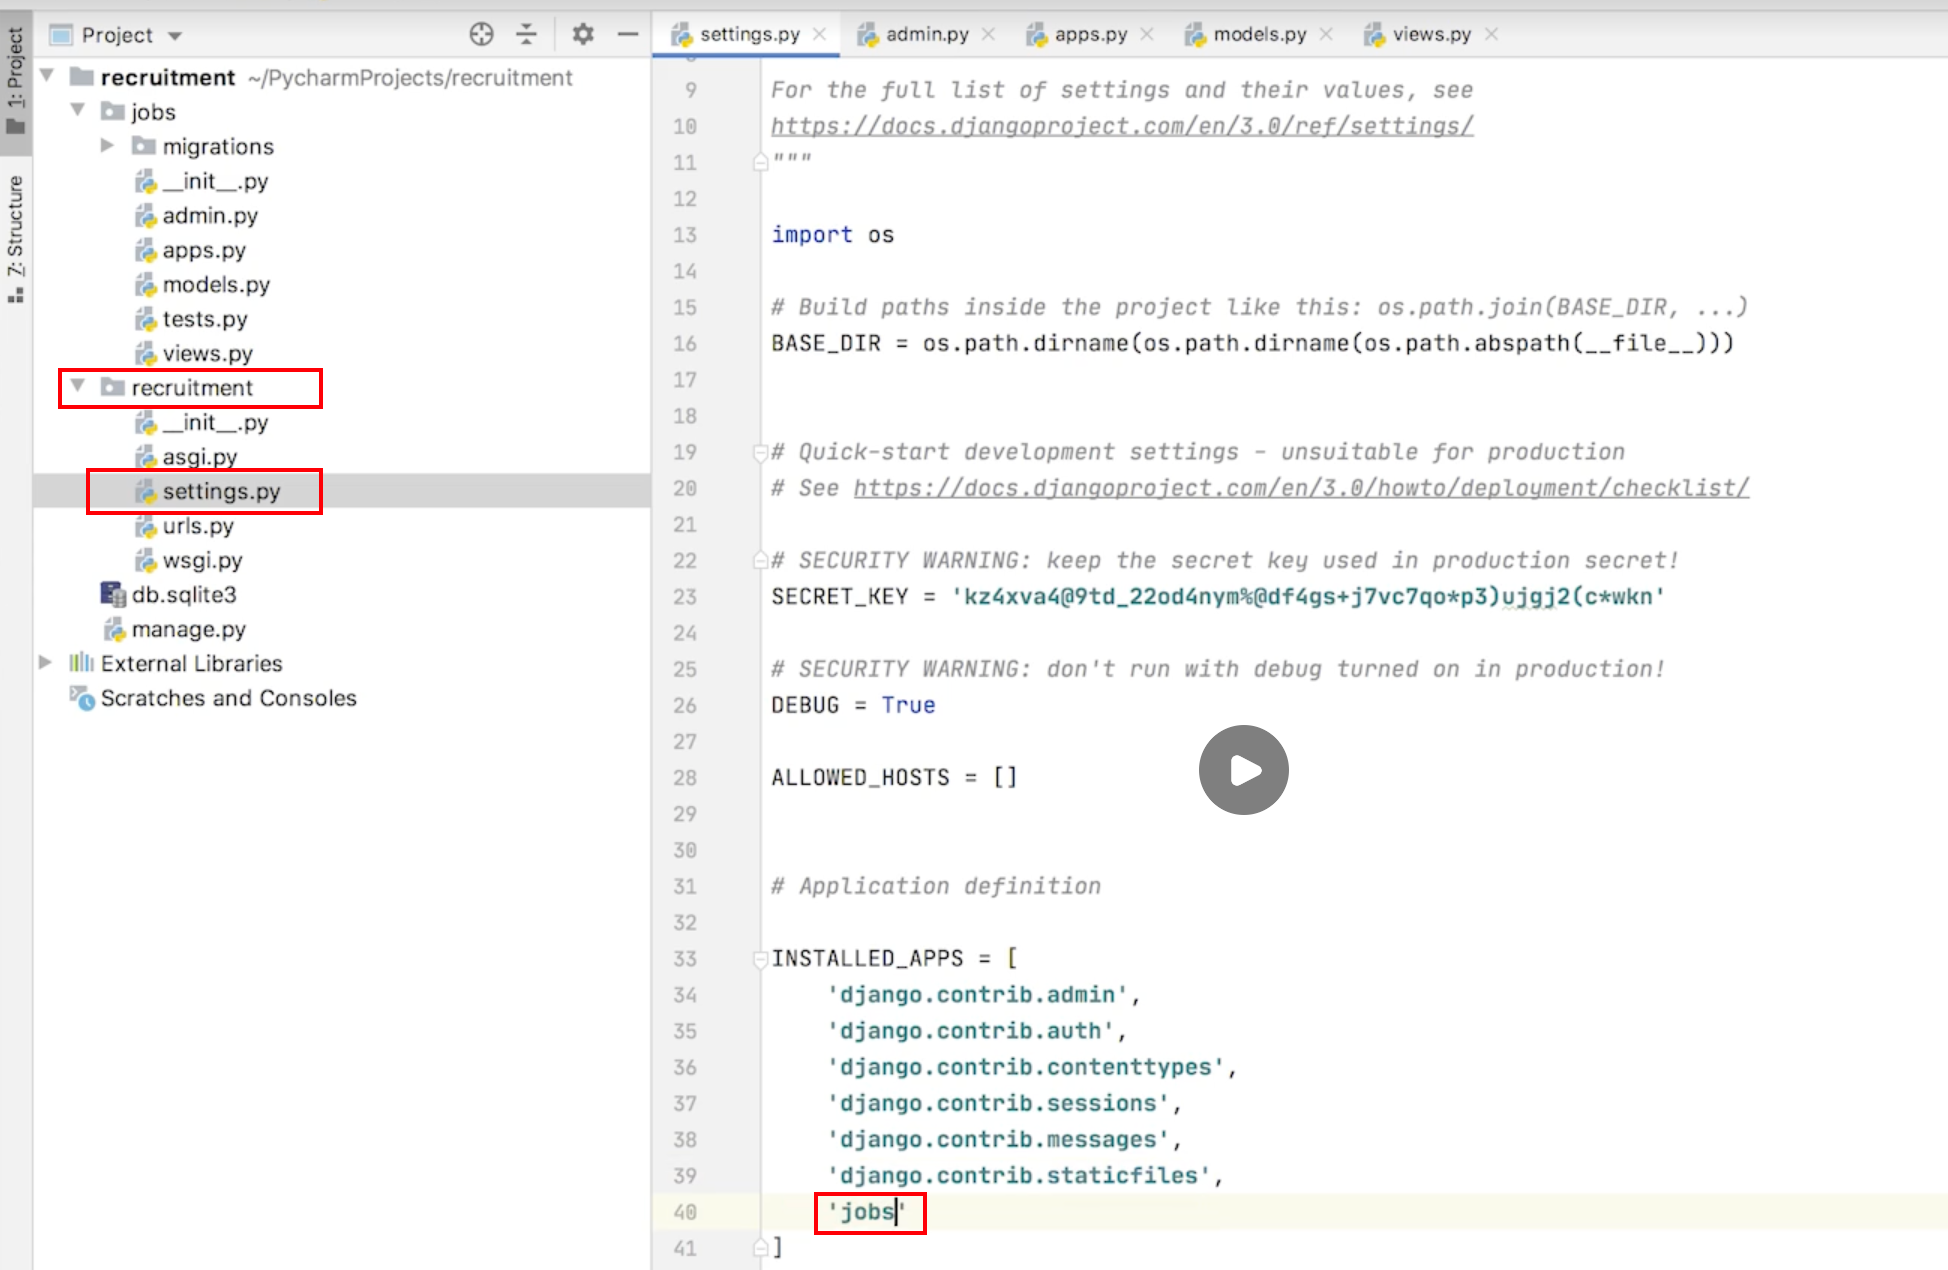 1: Project
7: Structure
Project
recruitment ~/PycharmProjects/recruitment
jobs
migrations
__init__.py
admin.py
apps.py
models.py
tests.py
views.py
recruitment
__init__.py
asgi.py
settings.py
urls.py
wsgi.py
db.sqlite3
manage.py
External Libraries
Scratches and Consoles
settings.py admin.py apps.py models.py views.py
9 For the full list of settings and their values, see
10 https://docs.djangoproject.com/en/3.0/ref/settings/
11 """
12
13 import os
14
15 # Build paths inside the project like this: os.path.join(BASE_DIR, ...)
16 BASE_DIR = os.path.dirname(os.path.dirname(os.path.abspath(__file__)))
17
18
19 # Quick-start development settings - unsuitable for production
20 # See https://docs.djangoproject.com/en/3.0/howto/deployment/checklist/
21
22 # SECURITY WARNING: keep the secret key used in production secret!
23 SECRET_KEY = 'kz4xva4@9td_22od4nym%@df4gs+j7vc7qo*p3)ujgj2(c*wkn'
24
25 # SECURITY WARNING: don't run with debug turned on in production!
26 DEBUG = True
27
28 ALLOWED_HOSTS = []
29
30
31 # Application definition
32
33 INSTALLED_APPS = [
34 'django.contrib.admin',
35 'django.contrib.auth',
36 'django.contrib.contenttypes',
37 'django.contrib.sessions',
38 'django.contrib.messages',
39 'django.contrib.staticfiles',
40 'jobs'
41 ]